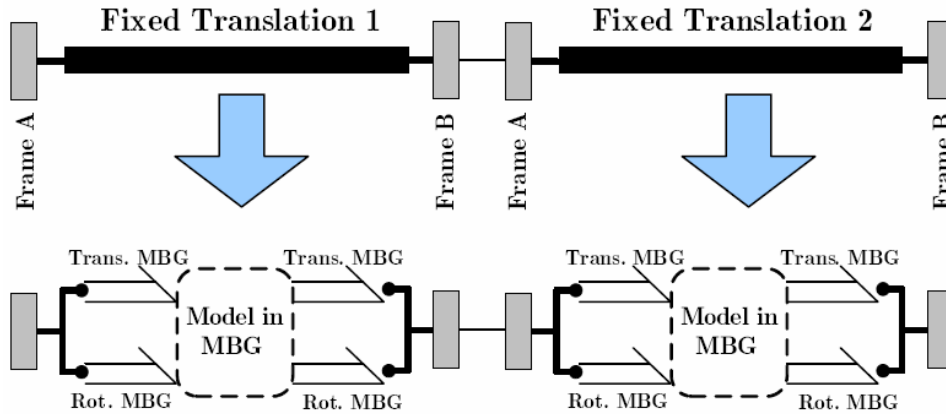 Fixed Translation 1
Fixed Translation 2
Frame A
Frame B
Frame A
Frame B
Trans. MBG
Trans. MBG
Trans. MBG
Trans. MBG
Model in
MBG
Model in
MBG
Rot. MBG
Rot. MBG
Rot. MBG
Rot. MBG